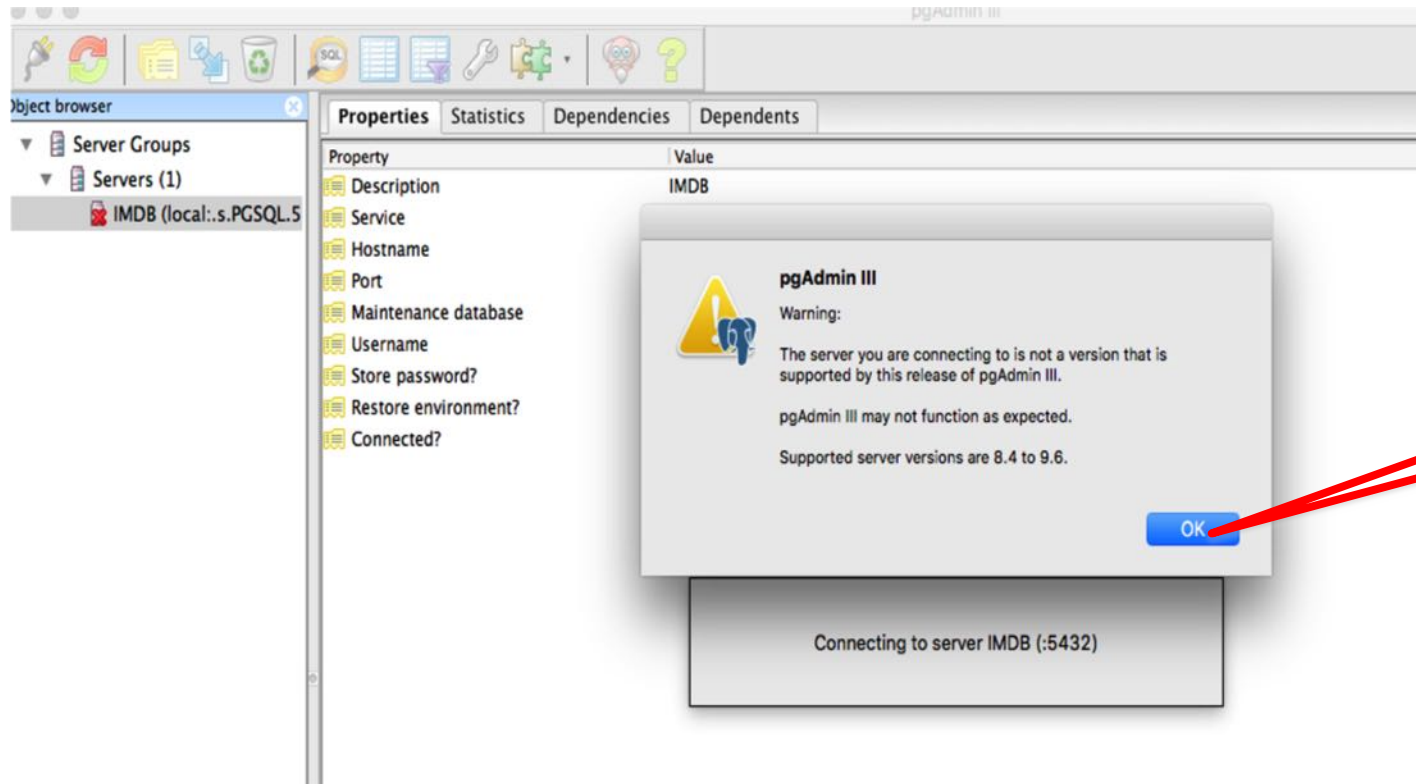 pgAdmin III
SQL
Object browser
Server Groups
Servers (1)
IMDB (local:.s.PGSQL.5
Properties
Statistics
Dependencies
Dependents
Property
Value
Description
IMDB
Service
Hostname
Port
Maintenance database
Username
Store password?
Restore environment?
Connected?
pgAdmin III
Warning:
The server you are connecting to is not a version that is
supported by this release of pgAdmin III.
pgAdmin III may not function as expected.
Supported server versions are 8.4 to 9.6.
OK
Connecting to server IMDB (:5432)